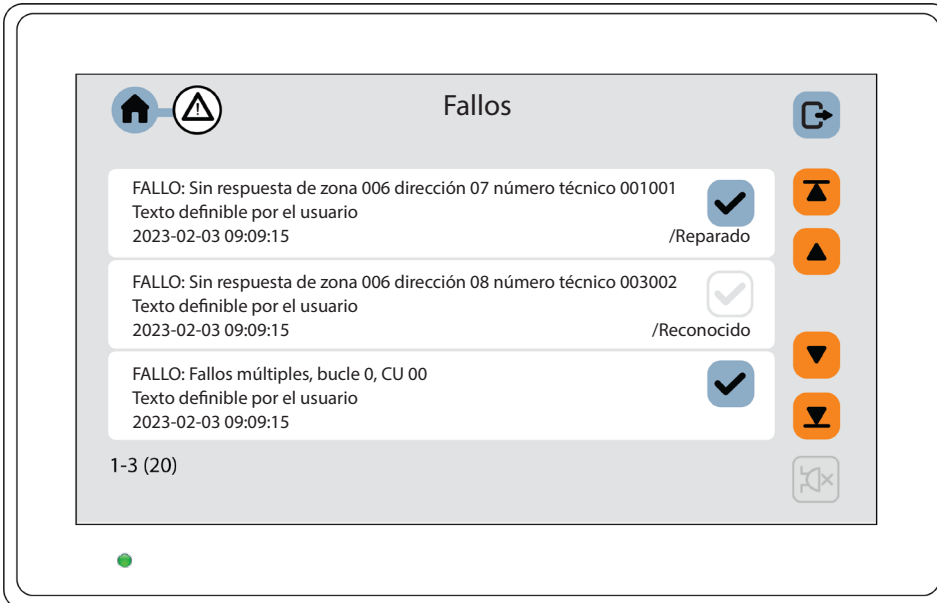 Fallos
FALLO: Sin respuesta de zona 006 dirección 07 número técnico 001001
Texto definible por el usuario
2023-02-03 09:09:15 /Reparado
FALLO: Sin respuesta de zona 006 dirección 08 número técnico 003002
Texto definible por el usuario
2023-02-03 09:09:15 /Reconocido
FALLO: Fallos múltiples, bucle 0, CU 00
Texto definible por el usuario
2023-02-03 09:09:15
1-3 (20)